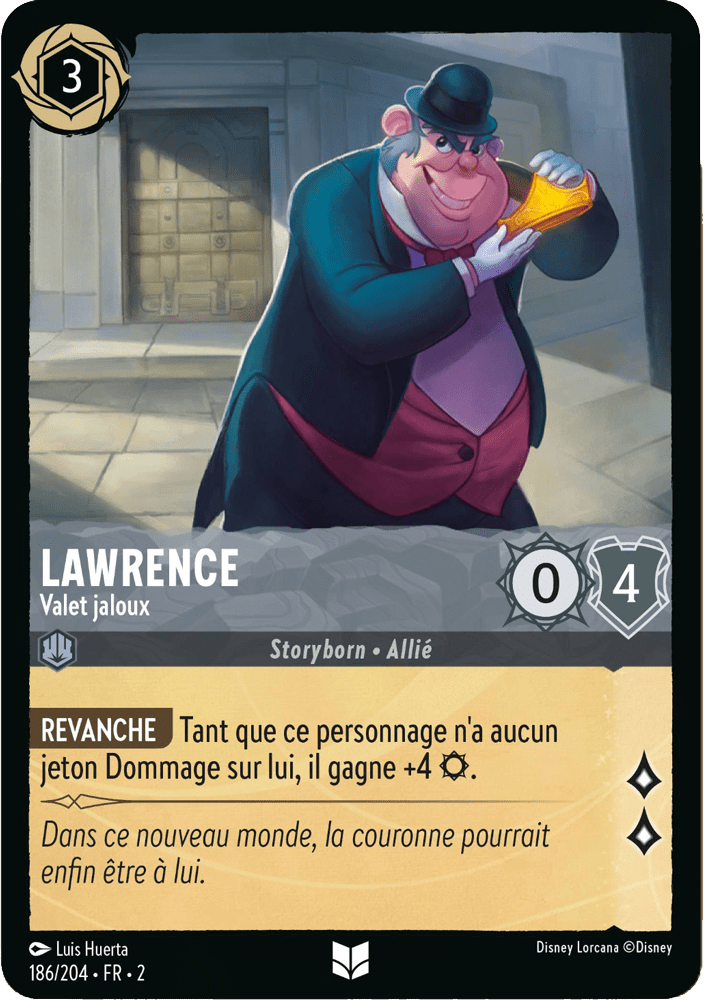 3
LAWRENCE
Valet jaloux
0
4
Storyborn • Allié
REVANCHE Tant que ce personnage n'a aucun
jeton Dommage sur lui, il gagne +4 .
Dans ce nouveau monde, la couronne pourrait
enfin être à lui.
Luis Huerta
186/204 • FR • 2
Disney Lorcana ©Disney